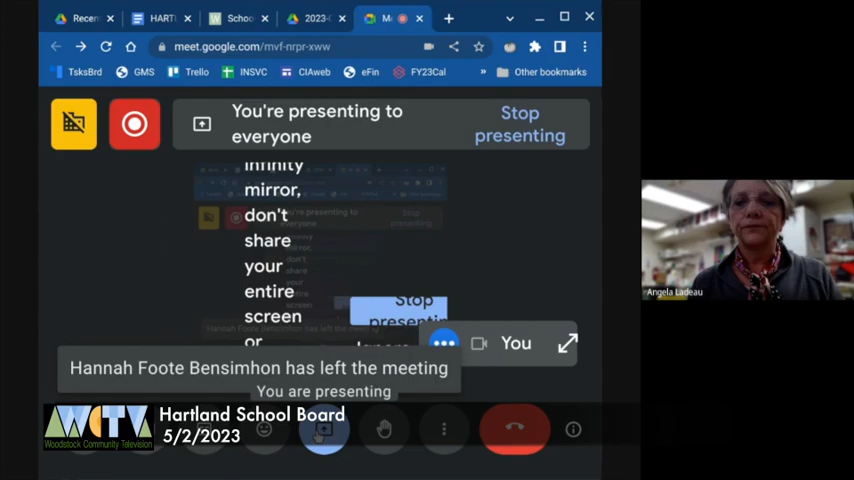 Recen
HARTL
Schoo
2023-
M
meet.google.com/mvf-nrpr-xww
TsksBrd GMS Trello INSVC CIAweb eFin FY23Cal » Other bookmarks
You're presenting to
everyone
Stop
presenting
infinity
mirror,
don't
share
your
entire
screen
or
Stop
presenting
You
Hannah Foote Bensimhon has left the meeting
You are presenting
Angela Ladeau
WCTV
Woodstock Community Television
Hartland School Board
5/2/2023